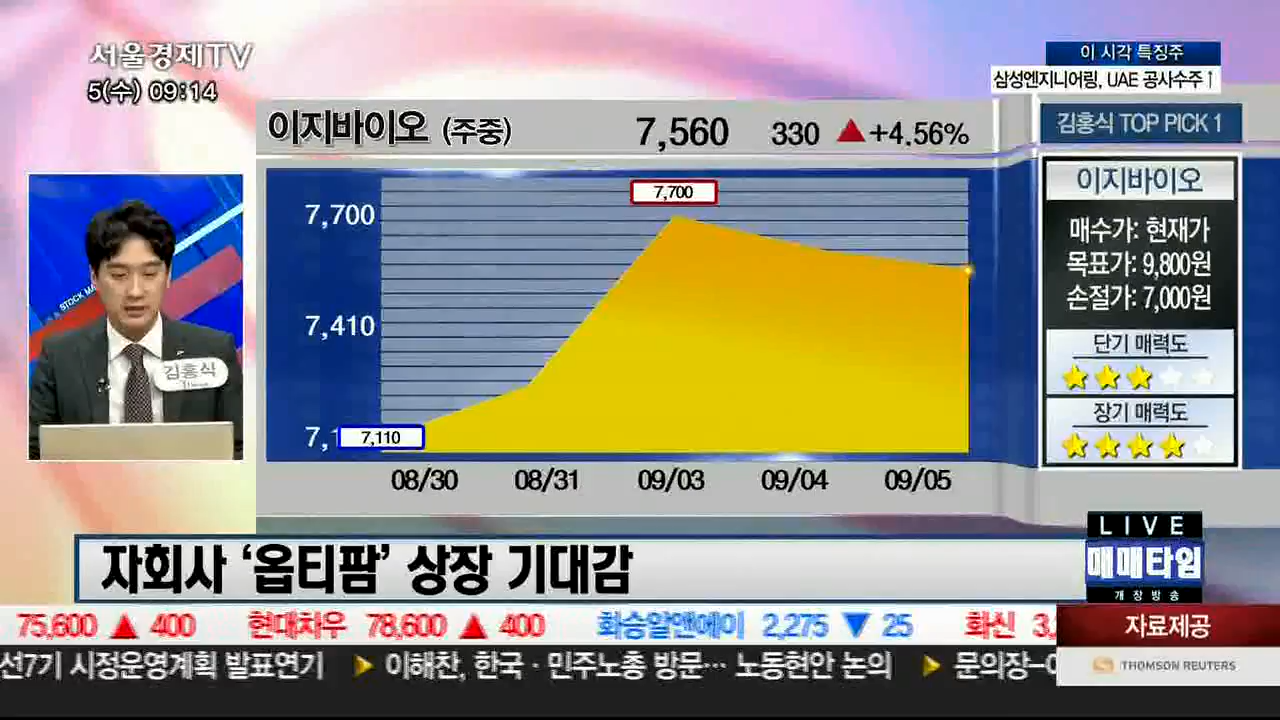 서울경제TV
5(수) 09:14
이 시각 특징주
삼성엔지니어링, UAE 공사수주↑
이지바이오 (주중) 7,560 330 ▲+4.56%
김홍식 TOP PICK 1
이지바이오
매수가: 현재가
목표가: 9,800원
손절가: 7,000원
단기 매력도
장기 매력도
7,700
7,700
7,410
7,110
08/30 08/31 09/03 09/04 09/05
STOCK
김홍식
자회사 ‘옵티팜’ 상장 기대감
LIVE
매매타임
개장방송
75,600 ▲ 400 현대차우 78,600 ▲ 400 화승알앤에이 2,275 ▼ 25 화신
자료제공
선7기 시정운영계획 발표연기 ▶ 이해찬, 한국·민주노총 방문… 노동현안 논의 ▶ 문의장-
THOMSON REUTERS